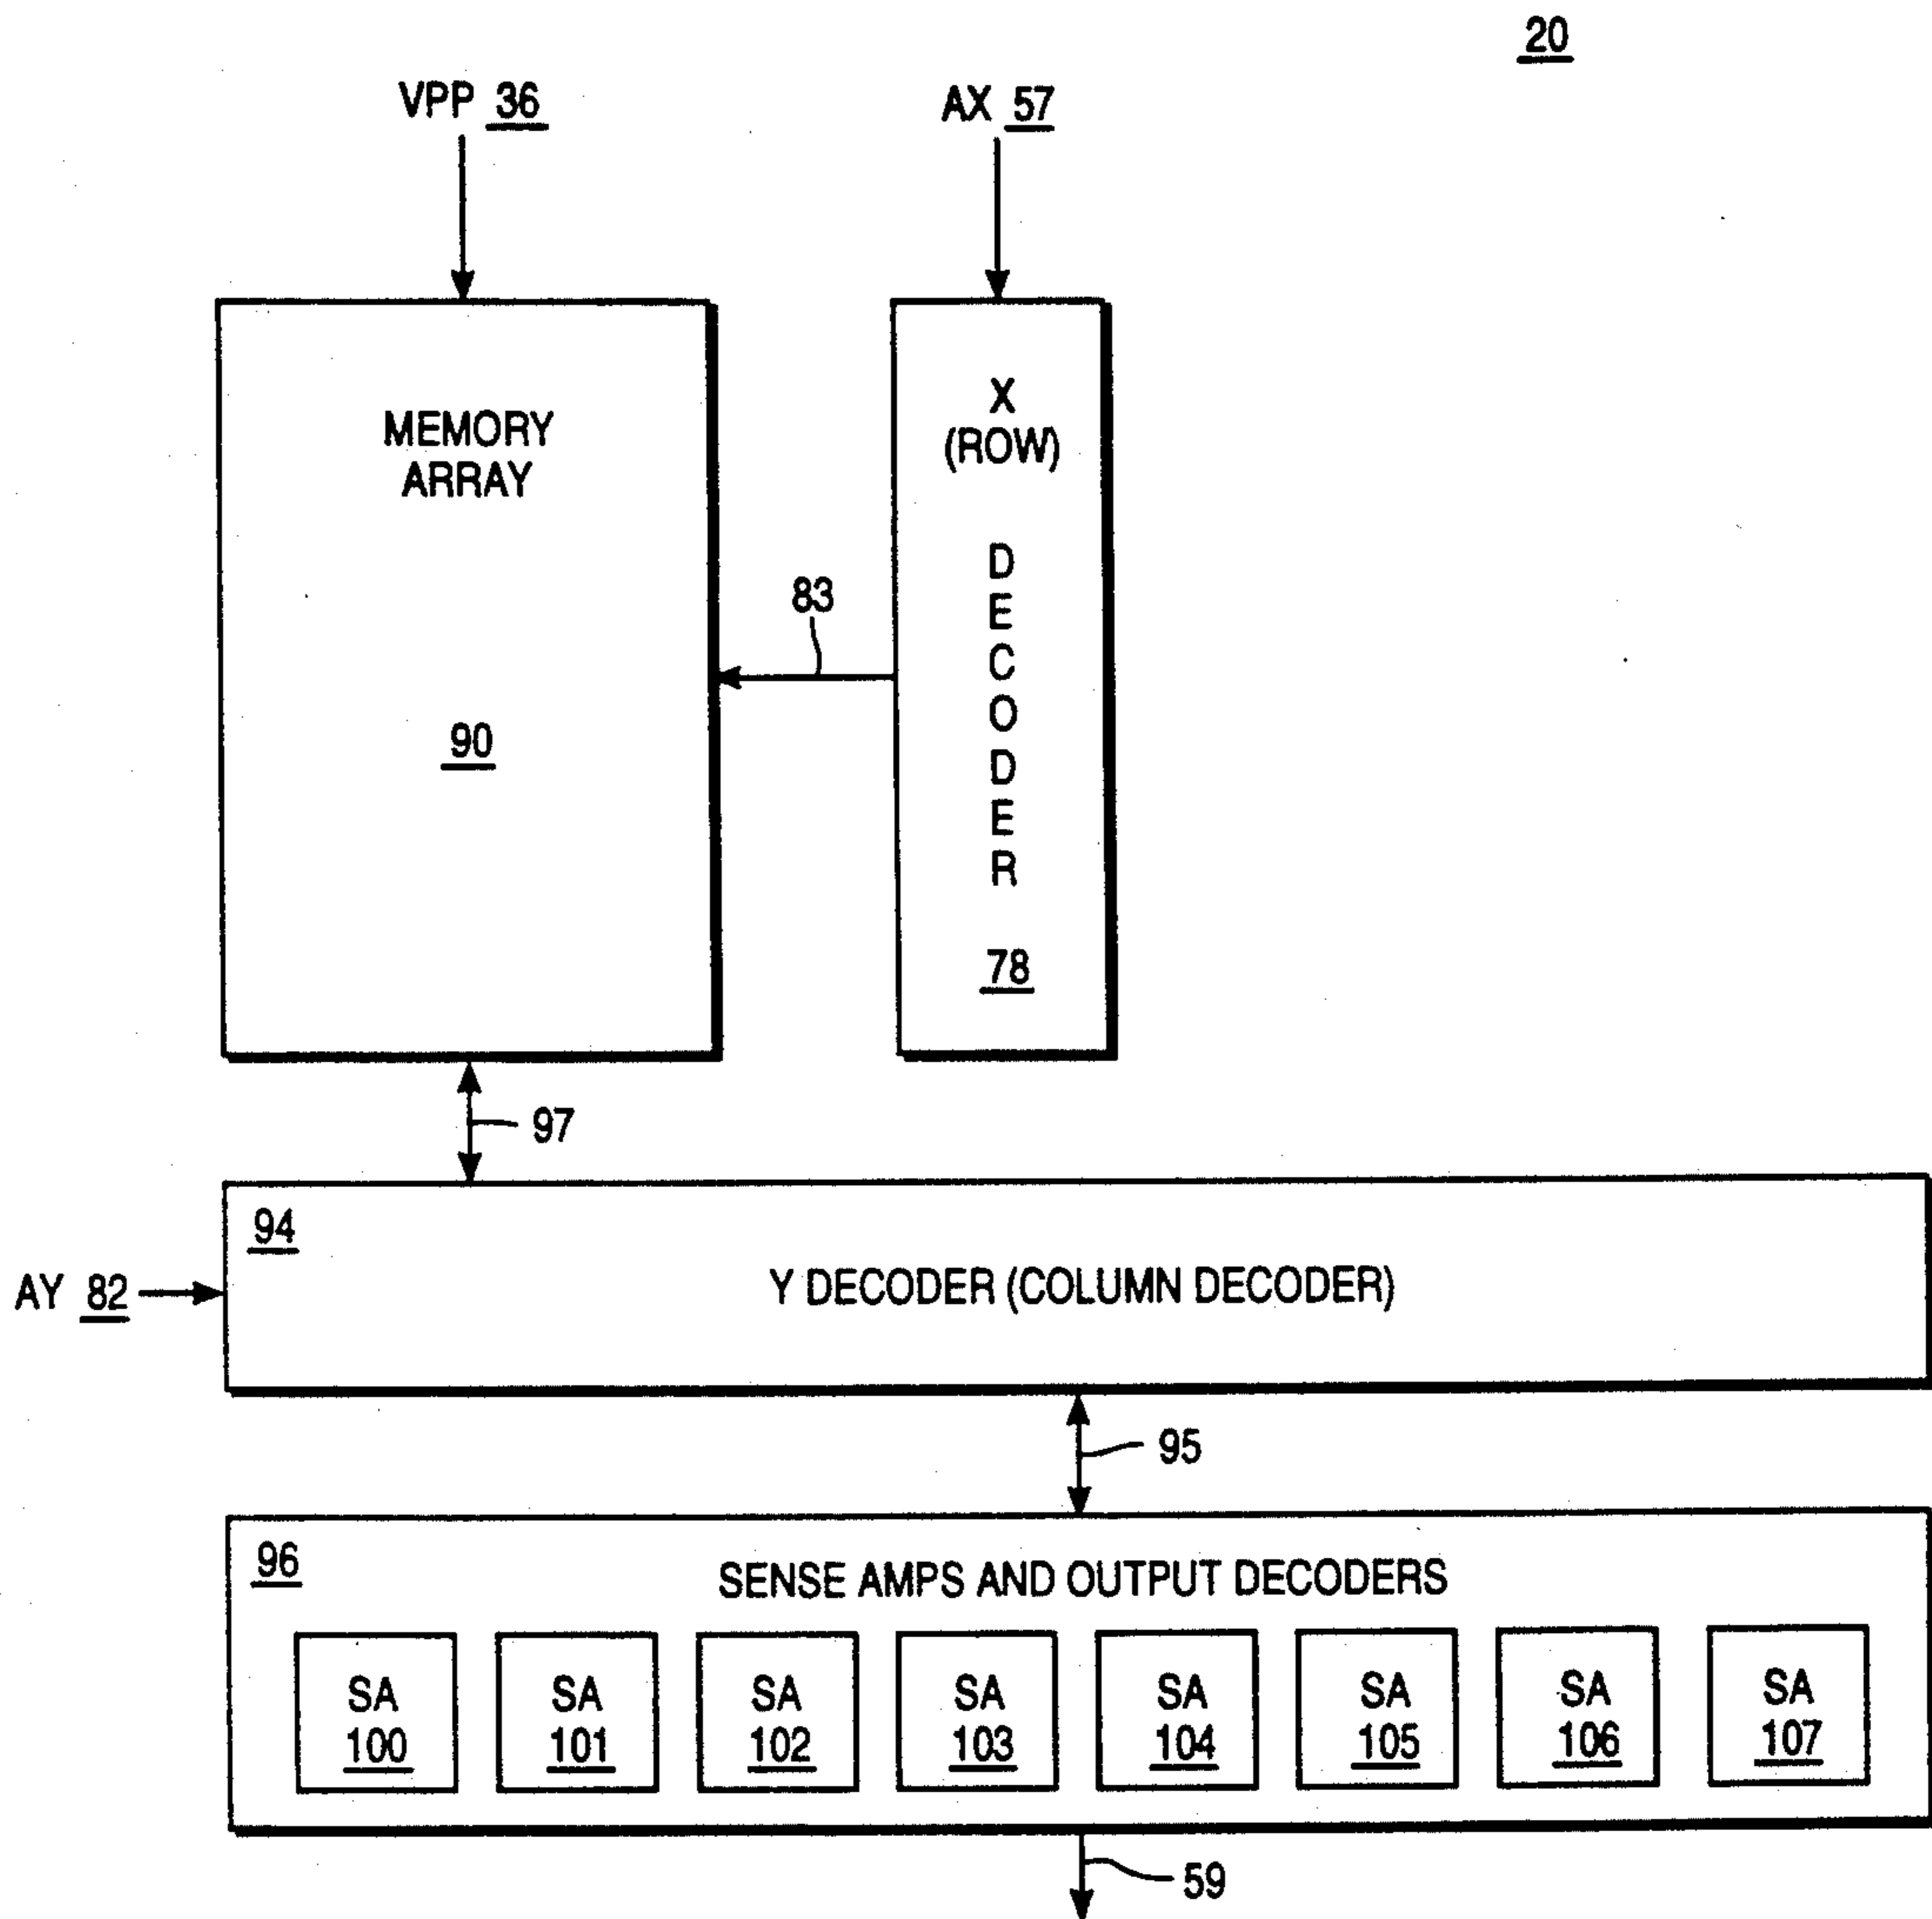 20
VPP 36
AX 57
MEMORY
ARRAY
90
83
X
(ROW)
D
E
C
O
D
E
R
78
97
94
AY 82
Y DECODER (COLUMN DECODER)
95
96
SENSE AMPS AND OUTPUT DECODERS
SA
100
SA
101
SA
102
SA
103
SA
104
SA
105
SA
106
SA
107
59